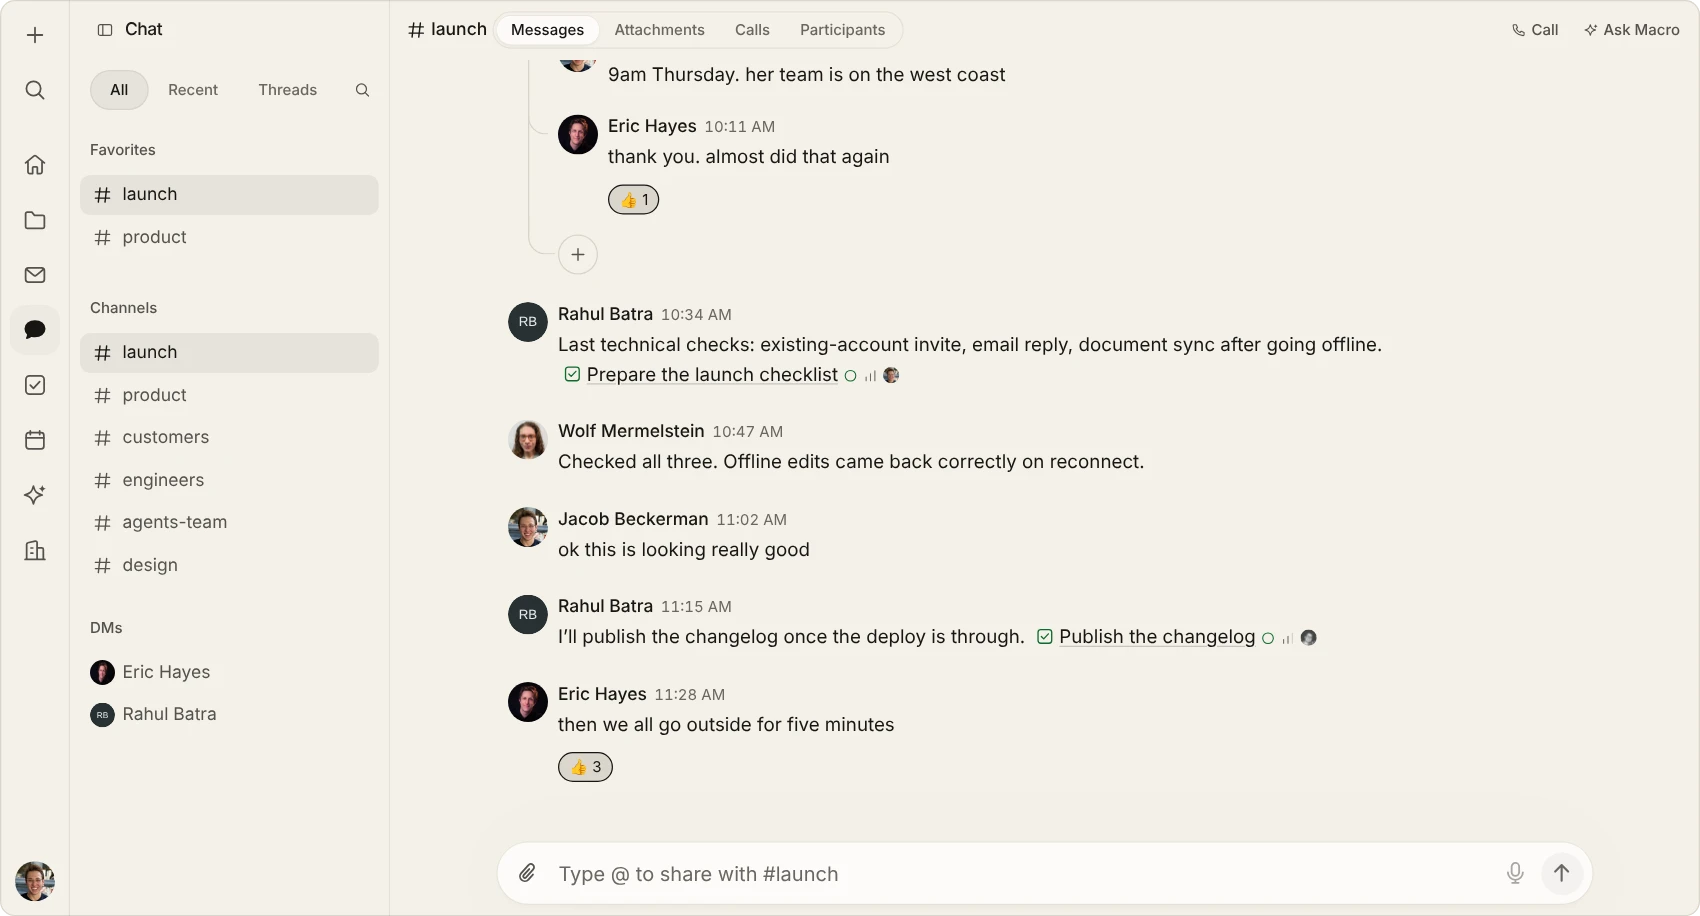 Chat
All Recent Threads
Favorites
# launch
# product
Channels
# launch
# product
# customers
# engineers
# agents-team
# design
DMs
Eric Hayes
RB Rahul Batra
# launch Messages Attachments Calls Participants Call Ask Macro
9am Thursday. her team is on the west coast
Eric Hayes 10:11 AM
thank you. almost did that again
👍 1
RB Rahul Batra 10:34 AM
Last technical checks: existing-account invite, email reply, document sync after going offline.
Prepare the launch checklist
Wolf Mermelstein 10:47 AM
Checked all three. Offline edits came back correctly on reconnect.
Jacob Beckerman 11:02 AM
ok this is looking really good
RB Rahul Batra 11:15 AM
I’ll publish the changelog once the deploy is through. Publish the changelog
Eric Hayes 11:28 AM
then we all go outside for five minutes
👍 3
Type @ to share with #launch